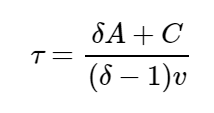 τ = (δA + C) / ((δ − 1)v)